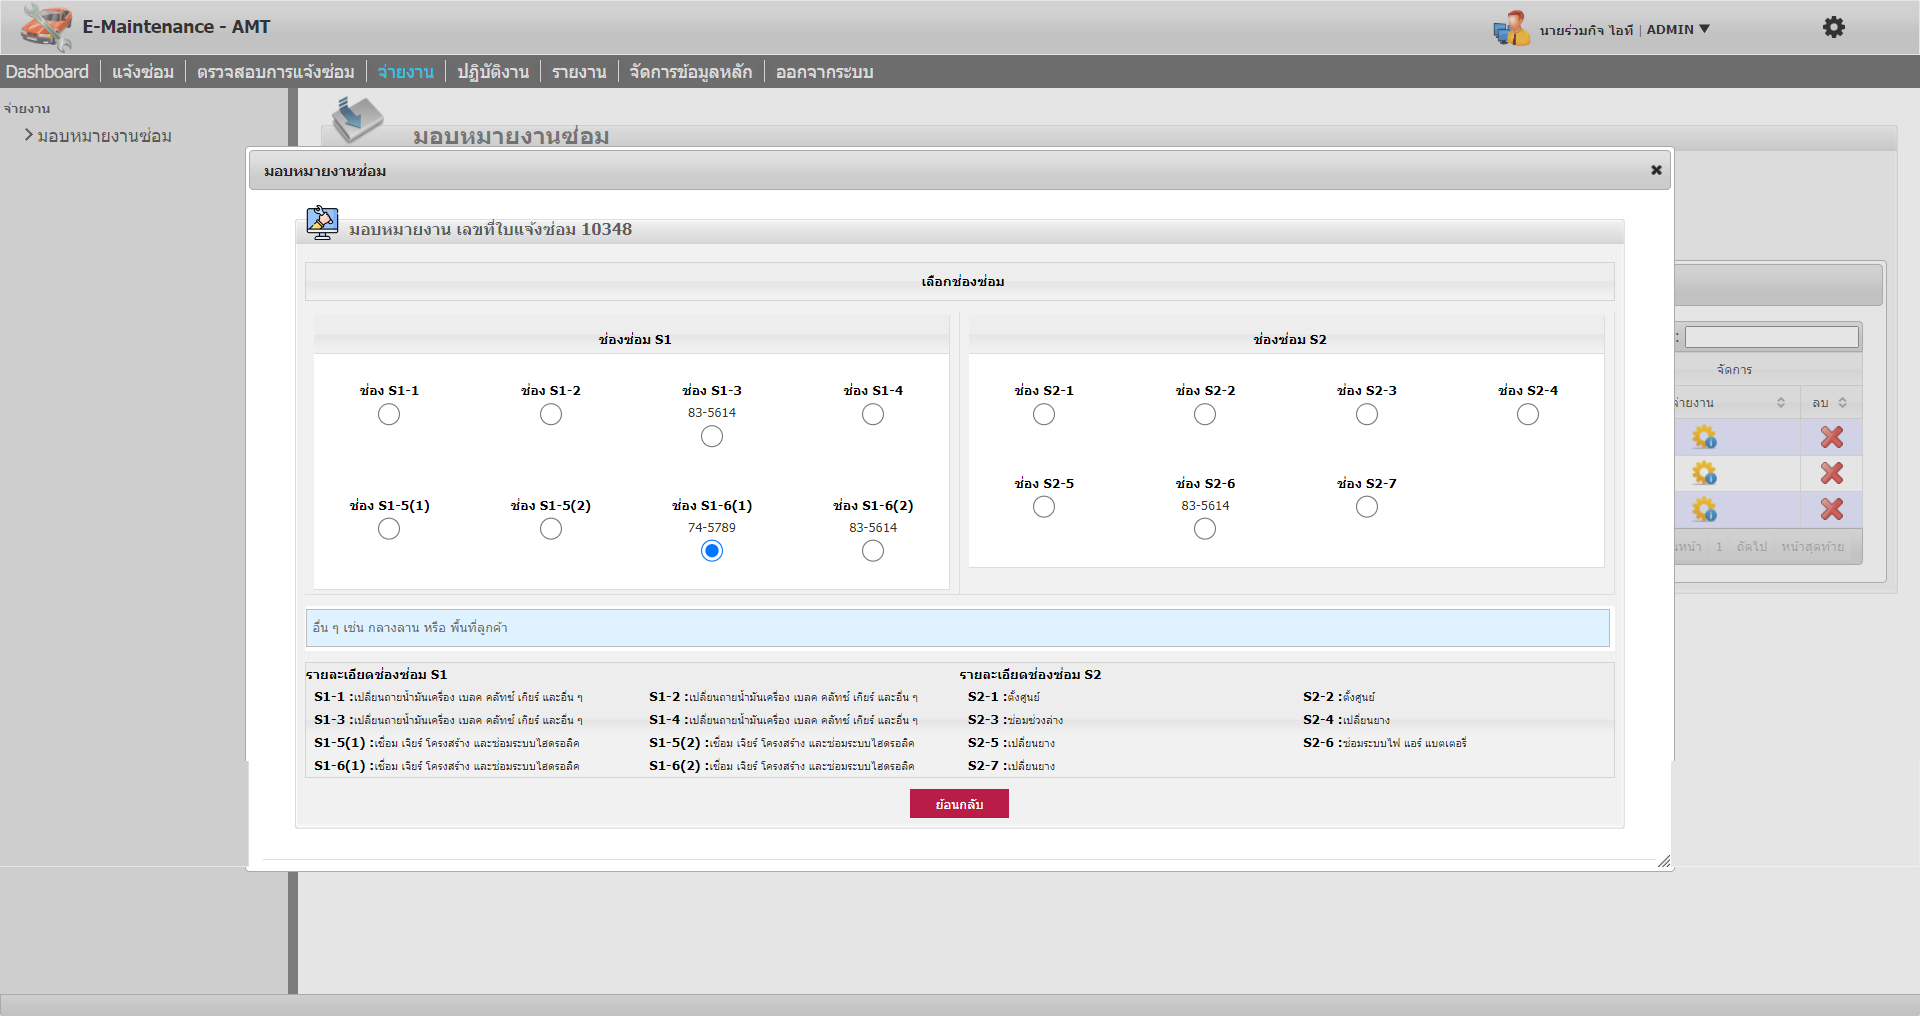 E-Maintenance - AMT
นายร่วมกิจ ไอที | ADMIN ▼
Dashboard | แจ้งซ่อม | ตรวจสอบการแจ้งซ่อม | จ่ายงาน | ปฏิบัติงาน | รายงาน | จัดการข้อมูลหลัก | ออกจากระบบ
จ่ายงาน
มอบหมายงานซ่อม
มอบหมายงานซ่อม
มอบหมายงานซ่อม
มอบหมายงาน เลขที่ใบแจ้งซ่อม 10348
เลือกช่องซ่อม
ช่องซ่อม S1
ช่อง S1-1 ช่อง S1-2 ช่อง S1-3 ช่อง S1-4
83-5614
ช่อง S1-5(1) ช่อง S1-5(2) ช่อง S1-6(1) ช่อง S1-6(2)
74-5789 83-5614
ช่องซ่อม S2
ช่อง S2-1 ช่อง S2-2 ช่อง S2-3 ช่อง S2-4
ช่อง S2-5 ช่อง S2-6 ช่อง S2-7
83-5614
อื่น ๆ เช่น กลางลาน หรือ พื้นที่ลูกค้า
รายละเอียดช่องซ่อม S1
S1-1 :เปลี่ยนถ่ายน้ำมันเครื่อง เบลค คลัทช์ เกียร์ และอื่น ๆ S1-2 :เปลี่ยนถ่ายน้ำมันเครื่อง เบลค คลัทช์ เกียร์ และอื่น ๆ
S1-3 :เปลี่ยนถ่ายน้ำมันเครื่อง เบลค คลัทช์ เกียร์ และอื่น ๆ S1-4 :เปลี่ยนถ่ายน้ำมันเครื่อง เบลค คลัทช์ เกียร์ และอื่น ๆ
S1-5(1) :เชื่อม เจียร์ โครงสร้าง และซ่อมระบบไฮดรอลิค S1-5(2) :เชื่อม เจียร์ โครงสร้าง และซ่อมระบบไฮดรอลิค
S1-6(1) :เชื่อม เจียร์ โครงสร้าง และซ่อมระบบไฮดรอลิค S1-6(2) :เชื่อม เจียร์ โครงสร้าง และซ่อมระบบไฮดรอลิค
รายละเอียดช่องซ่อม S2
S2-1 :ตั้งศูนย์ S2-2 :ตั้งศูนย์
S2-3 :ซ่อมช่วงล่าง S2-4 :เปลี่ยนยาง
S2-5 :เปลี่ยนยาง S2-6 :ซ่อมระบบไฟ แอร์ แบตเตอรี่
S2-7 :เปลี่ยนยาง
ย้อนกลับ
:
จัดการ
ลบ
1 ถัดไป หน้าสุดท้าย